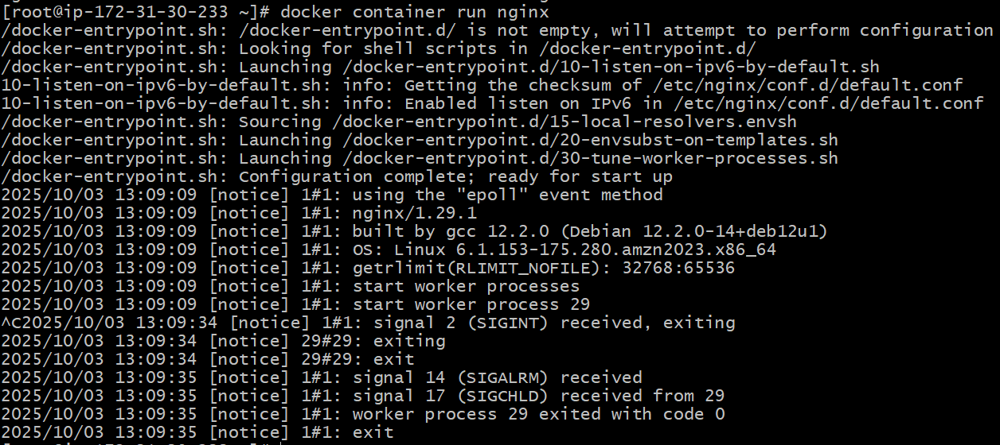 [root@ip-172-31-30-233 ~]# docker container run nginx
/docker-entrypoint.sh: /docker-entrypoint.d/ is not empty, will attempt to perform configuration
/docker-entrypoint.sh: Looking for shell scripts in /docker-entrypoint.d/
/docker-entrypoint.sh: Launching /docker-entrypoint.d/10-listen-on-ipv6-by-default.sh
10-listen-on-ipv6-by-default.sh: info: Getting the checksum of /etc/nginx/conf.d/default.conf
10-listen-on-ipv6-by-default.sh: info: Enabled listen on IPv6 in /etc/nginx/conf.d/default.conf
/docker-entrypoint.sh: Sourcing /docker-entrypoint.d/15-local-resolvers.envsh
/docker-entrypoint.sh: Launching /docker-entrypoint.d/20-envsubst-on-templates.sh
/docker-entrypoint.sh: Launching /docker-entrypoint.d/30-tune-worker-processes.sh
/docker-entrypoint.sh: Configuration complete; ready for start up
2025/10/03 13:09:09 [notice] 1#1: using the "epoll" event method
2025/10/03 13:09:09 [notice] 1#1: nginx/1.29.1
2025/10/03 13:09:09 [notice] 1#1: built by gcc 12.2.0 (Debian 12.2.0-14+deb12u1)
2025/10/03 13:09:09 [notice] 1#1: OS: Linux 6.1.153-175.280.amzn2023.x86_64
2025/10/03 13:09:09 [notice] 1#1: getrlimit(RLIMIT_NOFILE): 32768:65536
2025/10/03 13:09:09 [notice] 1#1: start worker processes
2025/10/03 13:09:09 [notice] 1#1: start worker process 29
^C2025/10/03 13:09:34 [notice] 1#1: signal 2 (SIGINT) received, exiting
2025/10/03 13:09:34 [notice] 29#29: exiting
2025/10/03 13:09:34 [notice] 29#29: exit
2025/10/03 13:09:35 [notice] 1#1: signal 14 (SIGALRM) received
2025/10/03 13:09:35 [notice] 1#1: signal 17 (SIGCHLD) received from 29
2025/10/03 13:09:35 [notice] 1#1: worker process 29 exited with code 0
2025/10/03 13:09:35 [notice] 1#1: exit